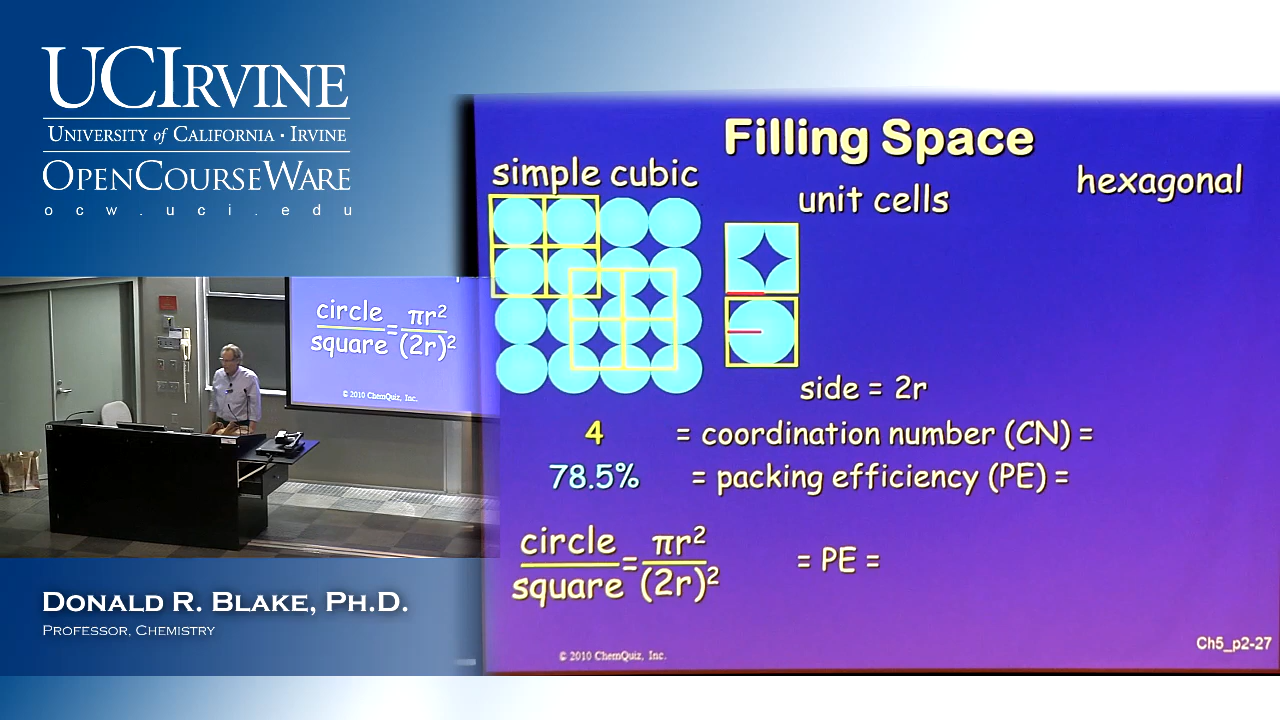 UCIRVINE
UNIVERSITY of CALIFORNIA · IRVINE
OPENCOURSEWARE
ocw.uci.edu
circle = πr²
square (2r)²
© 2010 ChemQuiz, Inc.
DONALD R. BLAKE, PH.D.
PROFESSOR, CHEMISTRY
Filling Space
simple cubic
unit cells
hexagonal
side = 2r
4 = coordination number (CN) =
78.5% = packing efficiency (PE) =
circle = πr² = PE =
square (2r)²
© 2010 ChemQuiz, Inc.
Ch5_p2-27